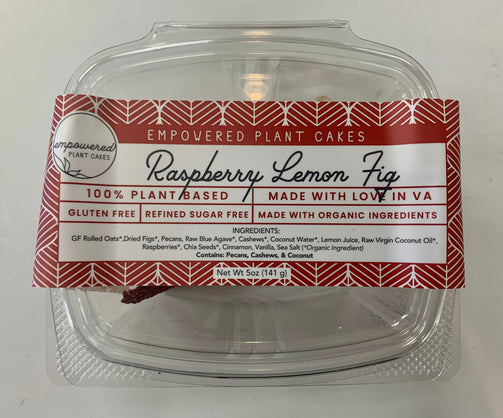 EMPOWERED PLANT CAKES
empowered
PLANT CAKES
Raspberry Lemon Fig
100% PLANT BASED
MADE WITH LOVE IN VA
GLUTEN FREE
REFINED SUGAR FREE
MADE WITH ORGANIC INGREDIENTS
INGREDIENTS:
GF Rolled Oats*,Dried Figs*, Pecans, Raw Blue Agave*, Cashews*, Coconut Water*, Lemon Juice, Raw Virgin Coconut Oil*,
Raspberries*, Chia Seeds*, Cinnamon, Vanilla, Sea Salt (*Organic Ingredient)
Contains: Pecans, Cashews, & Coconut
Net Wt 5oz (141 g)